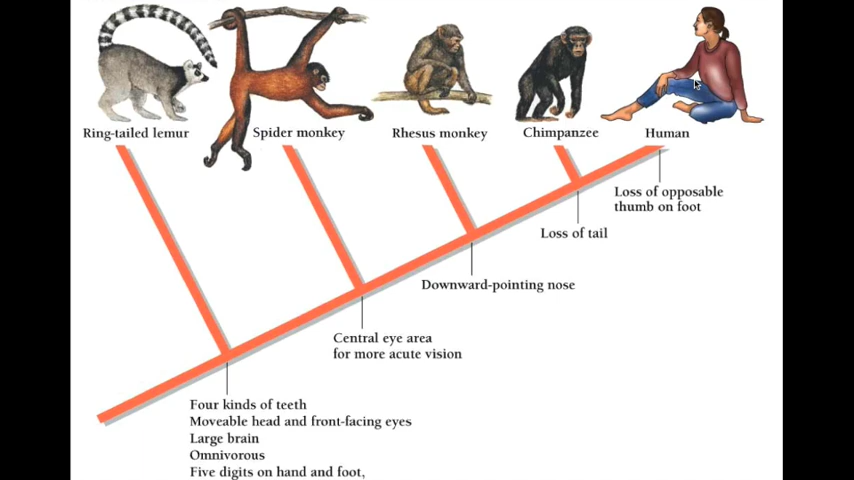 Ring-tailed lemur
Spider monkey
Rhesus monkey
Chimpanzee
Human
Loss of opposable
thumb on foot
Loss of tail
Downward-pointing nose
Central eye area
for more acute vision
Four kinds of teeth
Moveable head and front-facing eyes
Large brain
Omnivorous
Five digits on hand and foot,